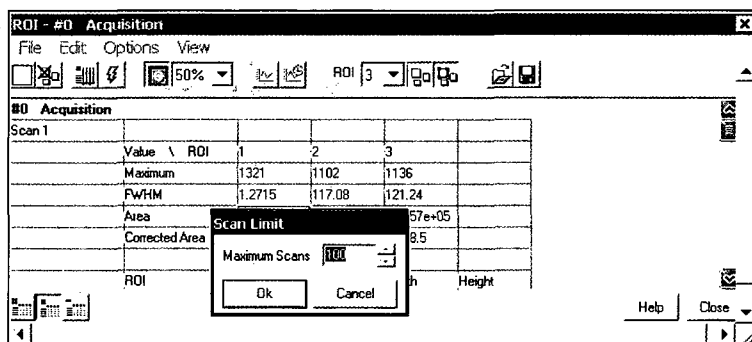 ROI - #0 Acquisition
File Edit Options View
50% ROI 3
#0 Acquisition
Scan 1
Value \ ROI 1 2 3
Maximum 1321 1102 1136
FWHM 1.2715 117.08 121.24
Area 57e+05
Corrected Area 8.5
Scan Limit
Maximum Scans 100
Ok Cancel
ROI h Height
Help Close